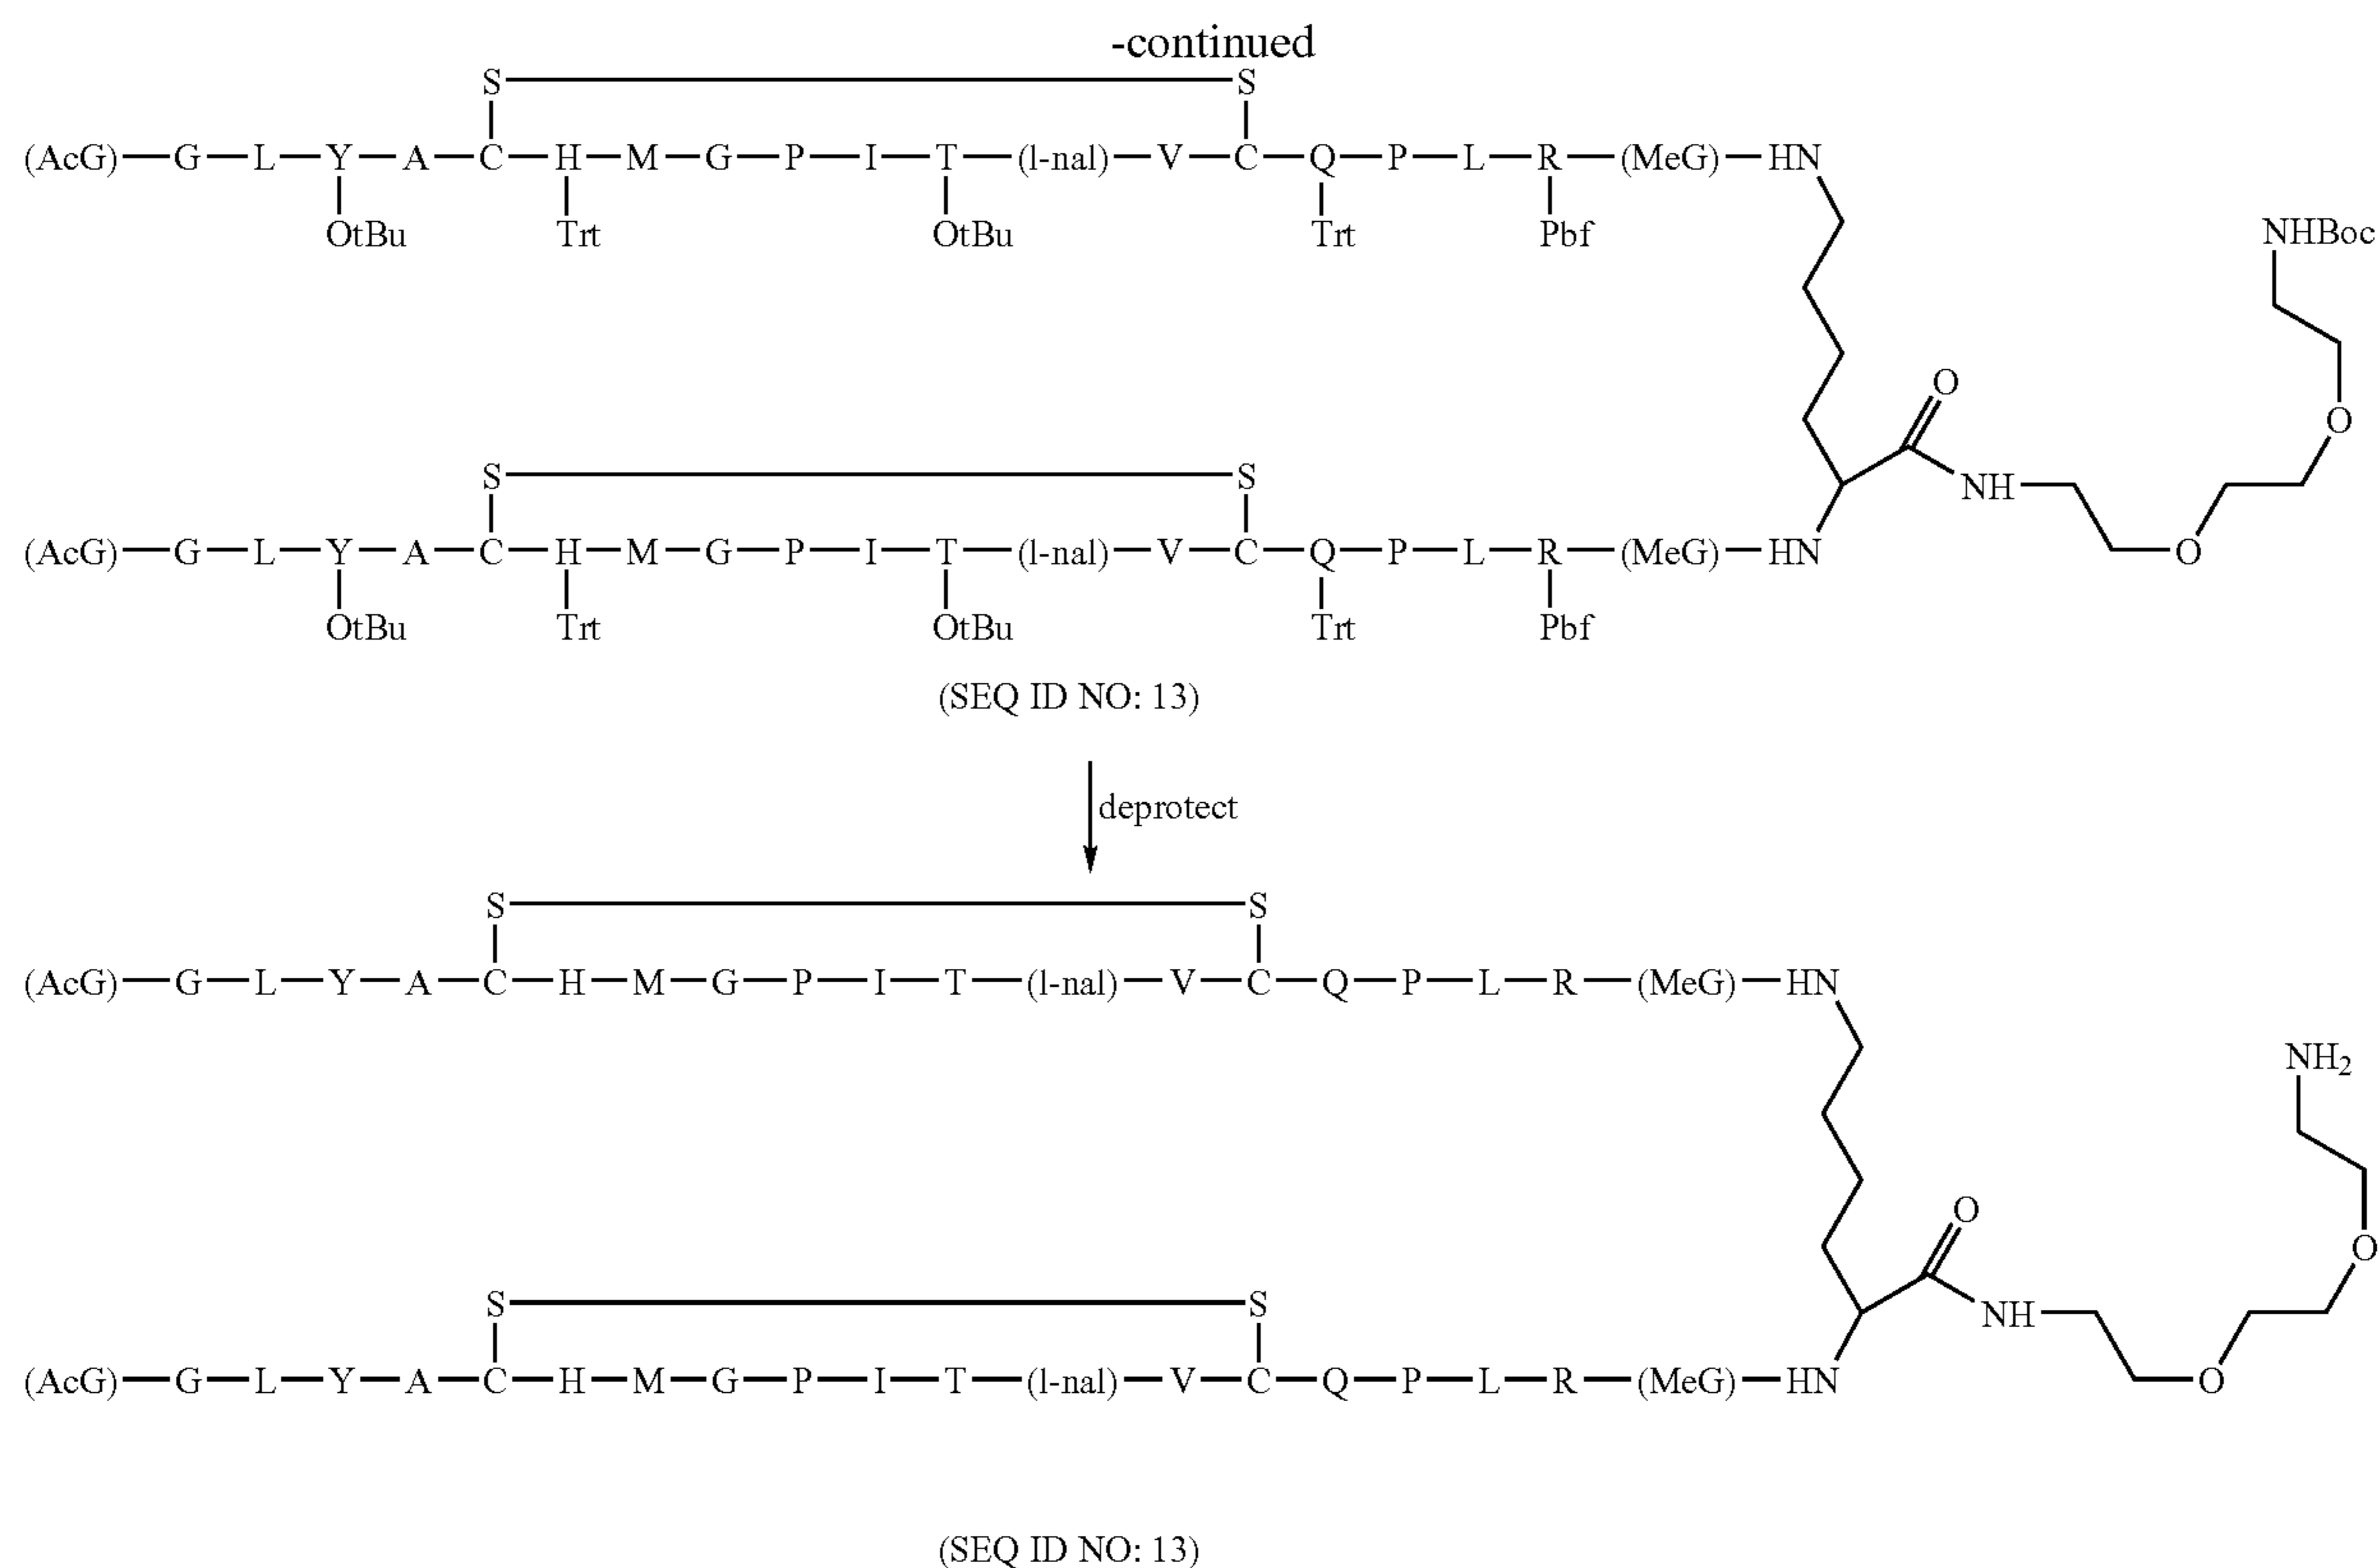 -continued
S S
(AcG) G L Y A C H M G P I T (l-nal) V C Q P L R (MeG) HN
OtBu Trt OtBu Trt Pbf
NHBoc
O
O
S S
NH
(AcG) G L Y A C H M G P I T (l-nal) V C Q P L R (MeG) HN O
OtBu Trt OtBu Trt Pbf
(SEQ ID NO: 13)
deprotect
S S
(AcG) G L Y A C H M G P I T (l-nal) V C Q P L R (MeG) HN
NH2
O
O
S S
NH
(AcG) G L Y A C H M G P I T (l-nal) V C Q P L R (MeG) HN O
(SEQ ID NO: 13)